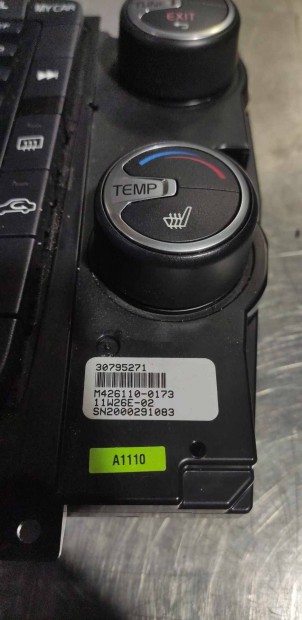 MY CAR
EXIT
TEMP
30795271
M426110-0173
11W26E-02
SN2000291083
A1110